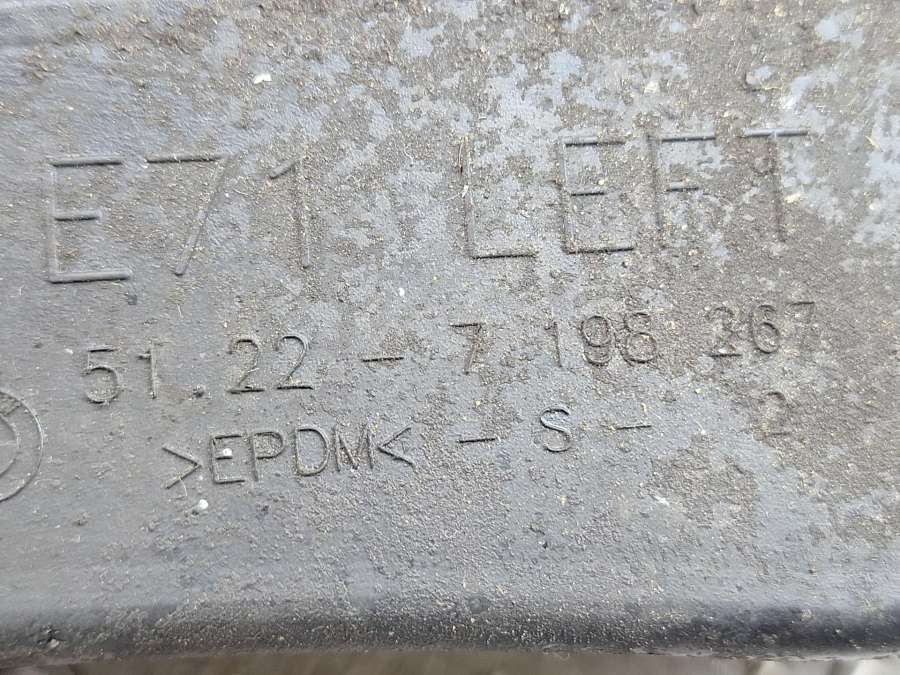 E71 LEFT
51.22 - 7 198 267
>EPDM< - S - 2